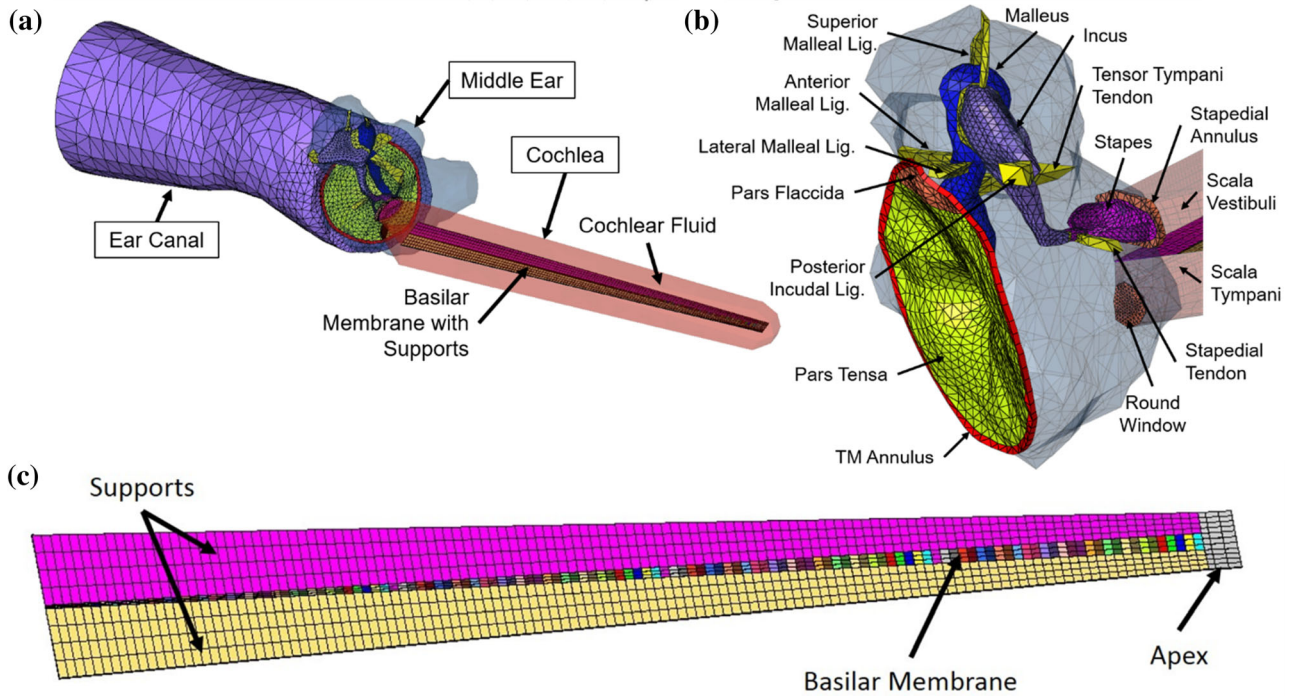 (a)
Middle Ear
Cochlea
Cochlear Fluid
Ear Canal
Basilar
Membrane with
Supports
(b)
Superior
Malleal Lig.
Malleus
Incus
Anterior
Malleal Lig.
Tensor Tympani
Tendon
Lateral Malleal Lig.
Stapes
Stapedial
Annulus
Pars Flaccida
Scala
Vestibuli
Posterior
Incudal Lig.
Scala
Tympani
Pars Tensa
Stapedial
Tendon
Round
Window
TM Annulus
(c)
Supports
Basilar Membrane
Apex